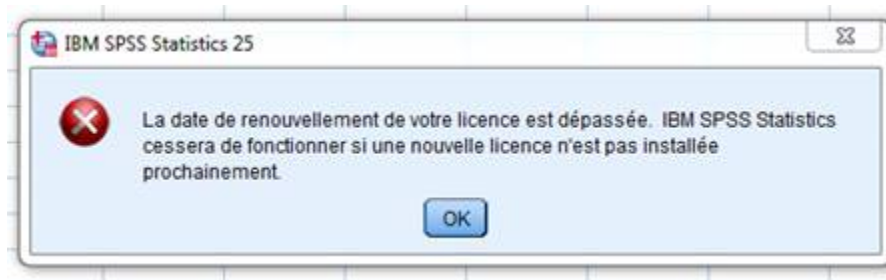 IBM SPSS Statistics 25
La date de renouvellement de votre licence est dépassée. IBM SPSS Statistics
cessera de fonctionner si une nouvelle licence n'est pas installée
prochainement.
OK